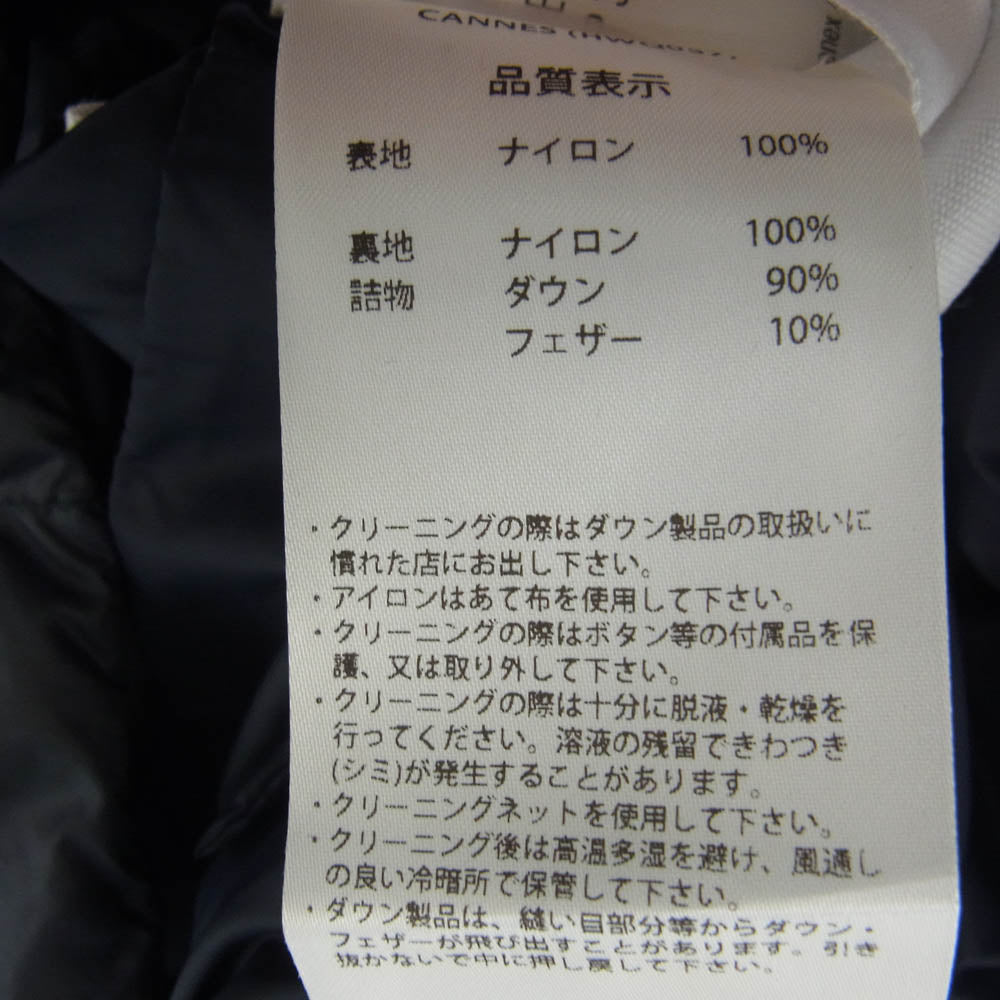 CANNES
品質表示
表地 ナイロン 100%
裏地 ナイロン 100%
詰物 ダウン 90%
フェザー 10%
・クリーニングの際はダウン製品の取扱いに
慣れた店にお出し下さい。
・アイロンはあて布を使用して下さい。
・クリーニングの際はボタン等の付属品を保
護、又は取り外して下さい。
・クリーニングの際は十分に脱液・乾燥を
行ってください。溶液の残留できわつき
(シミ)が発生することがあります。
・クリーニングネットを使用して下さい。
・クリーニング後は高温多湿を避け、風通し
の良い冷暗所で保管して下さい。
・ダウン製品は、縫い目部分等からダウン・
フェザーが飛び出すことがあります。引き
抜かないで中に押し戻して下さい。